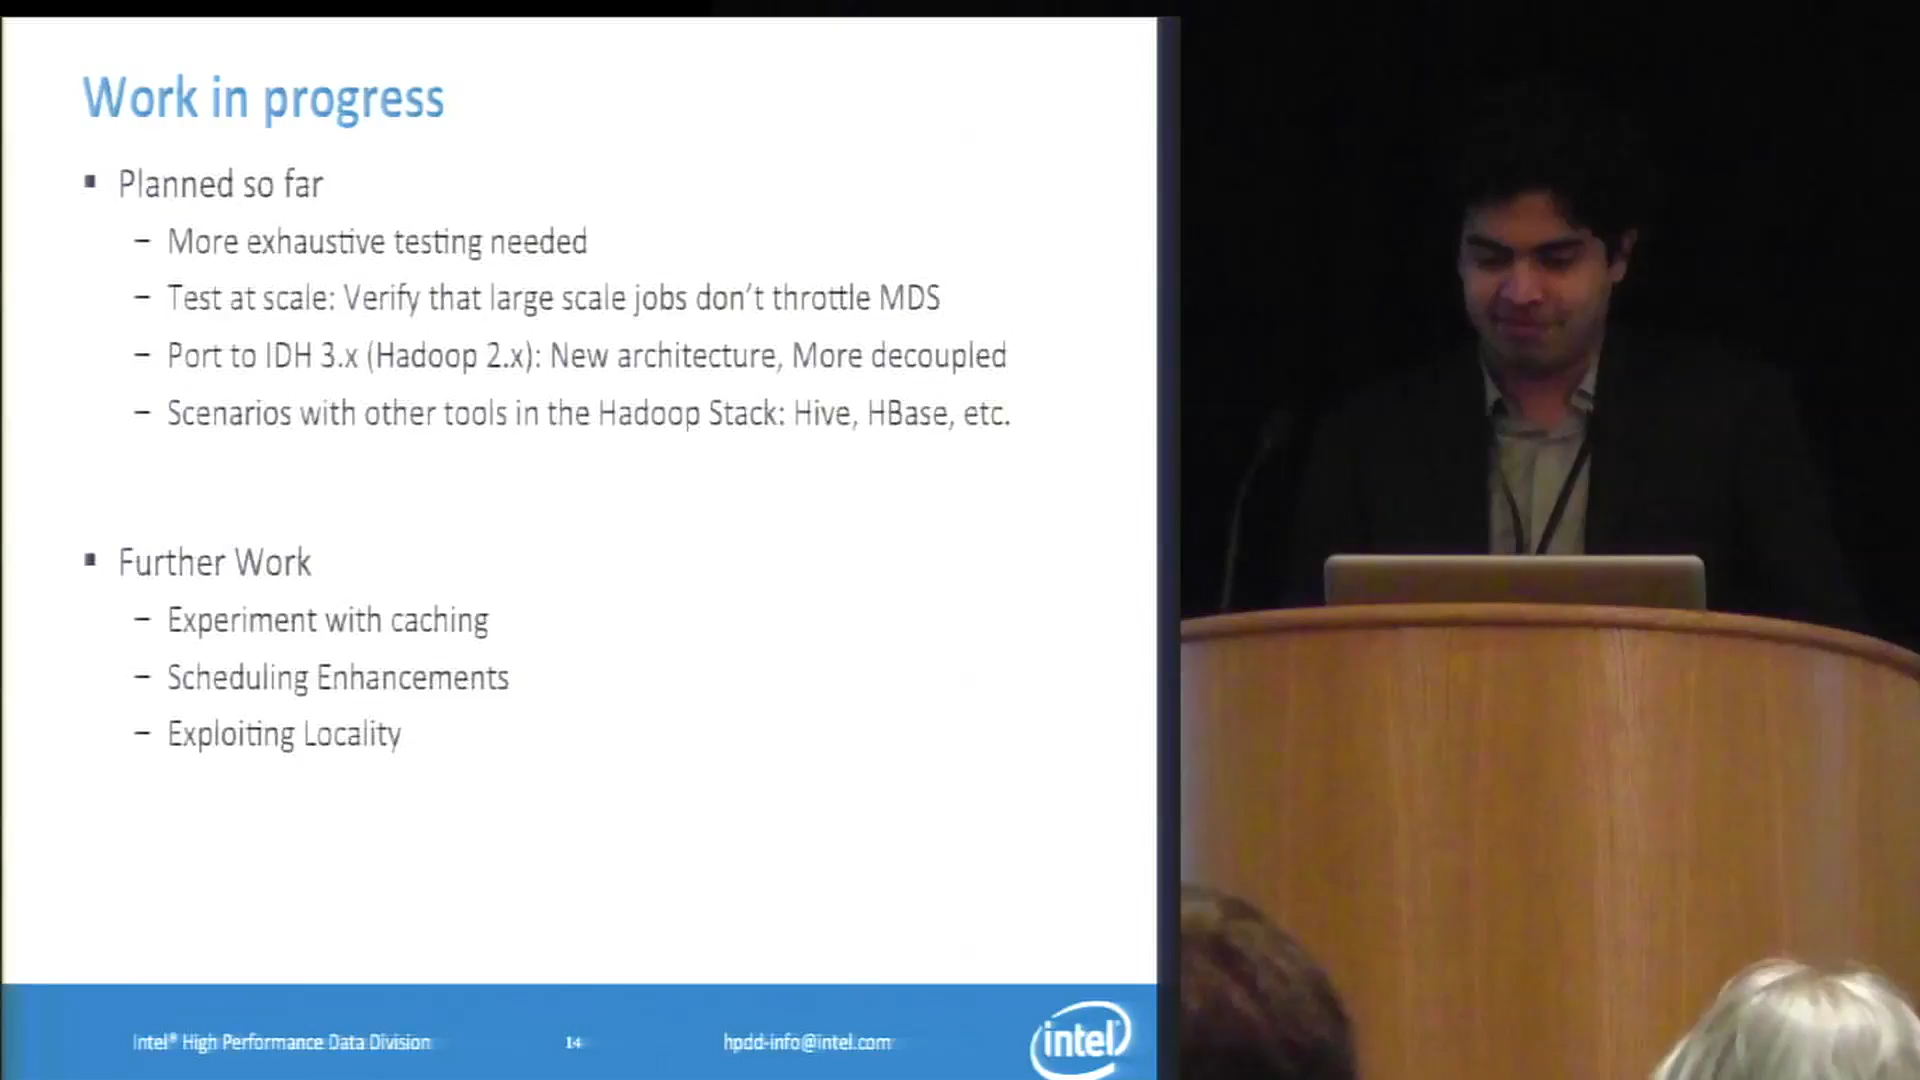 Work in progress
▪ Planned so far
– More exhaustive testing needed
– Test at scale: Verify that large scale jobs don't throttle MDS
– Port to IDH 3.x (Hadoop 2.x): New architecture, More decoupled
– Scenarios with other tools in the Hadoop Stack: Hive, HBase, etc.
▪ Further Work
– Experiment with caching
– Scheduling Enhancements
– Exploiting Locality
Intel® High Performance Data Division 14 hpdd-info@intel.com intel